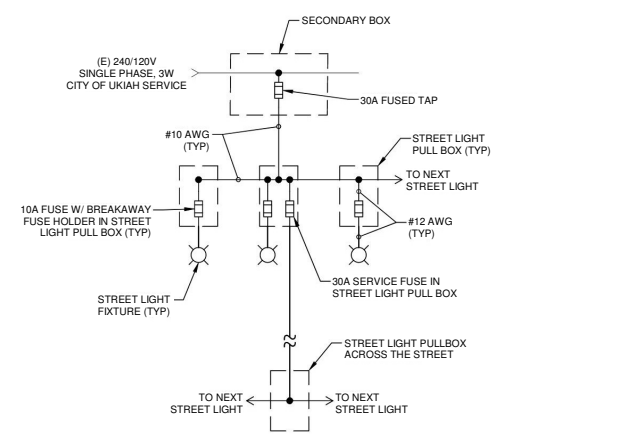 SECONDARY BOX
(E) 240/120V
SINGLE PHASE, 3W
CITY OF UKIAH SERVICE
30A FUSED TAP
#10 AWG
(TYP)
STREET LIGHT
PULL BOX (TYP)
TO NEXT
STREET LIGHT
10A FUSE W/ BREAKAWAY
FUSE HOLDER IN STREET
LIGHT PULL BOX (TYP)
#12 AWG
(TYP)
30A SERVICE FUSE IN
STREET LIGHT PULL BOX
STREET LIGHT
FIXTURE (TYP)
STREET LIGHT PULLBOX
ACROSS THE STREET
TO NEXT
STREET LIGHT
TO NEXT
STREET LIGHT